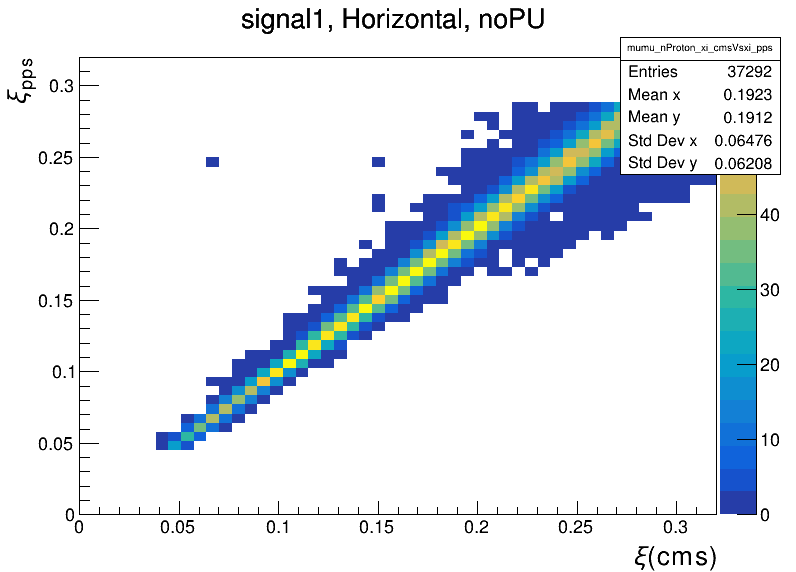 signal1, Horizontal, noPU
mumu_nProton_xi_cmsVsxi_pps
Entries 37292
Mean x 0.1923
Mean y 0.1912
Std Dev x 0.06476
Std Dev y 0.06208
ξpps
0.3
0.25
0.2
0.15
0.1
0.05
0
40
30
20
10
0
0 0.05 0.1 0.15 0.2 0.25 0.3
ξ(cms)